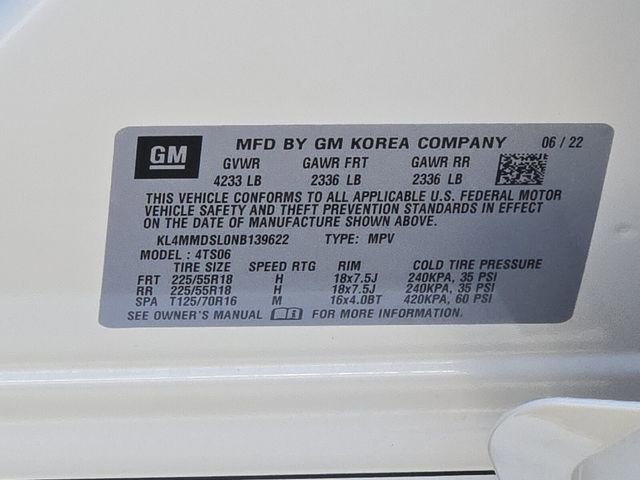 GM MFD BY GM KOREA COMPANY 06 / 22
GVWR GAWR FRT GAWR RR
4233 LB 2336 LB 2336 LB
THIS VEHICLE CONFORMS TO ALL APPLICABLE U.S. FEDERAL MOTOR
VEHICLE SAFETY AND THEFT PREVENTION STANDARDS IN EFFECT
ON THE DATE OF MANUFACTURE SHOWN ABOVE.
KL4MMDSL0NB139622 TYPE: MPV
MODEL : 4TS06
TIRE SIZE SPEED RTG RIM COLD TIRE PRESSURE
FRT 225/55R18 H 18x7.5J 240KPA, 35 PSI
RR 225/55R18 H 18x7.5J 240KPA, 35 PSI
SPA T125/70R16 M 16x4.0BT 420KPA, 60 PSI
SEE OWNER'S MANUAL FOR MORE INFORMATION.